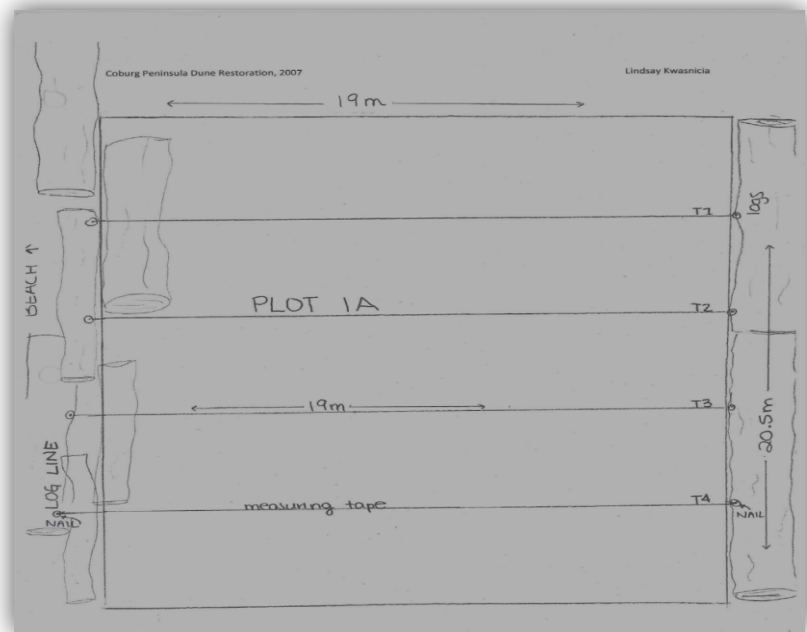 Coburg Peninsula Dune Restoration, 2007
Lindsay Kwasnicia
19m
T1
logs
BEACH ↑
PLOT 1A
T2
19m
T3
20.5m
LOG LINE
measuring tape
T4
NAIL
NAIL